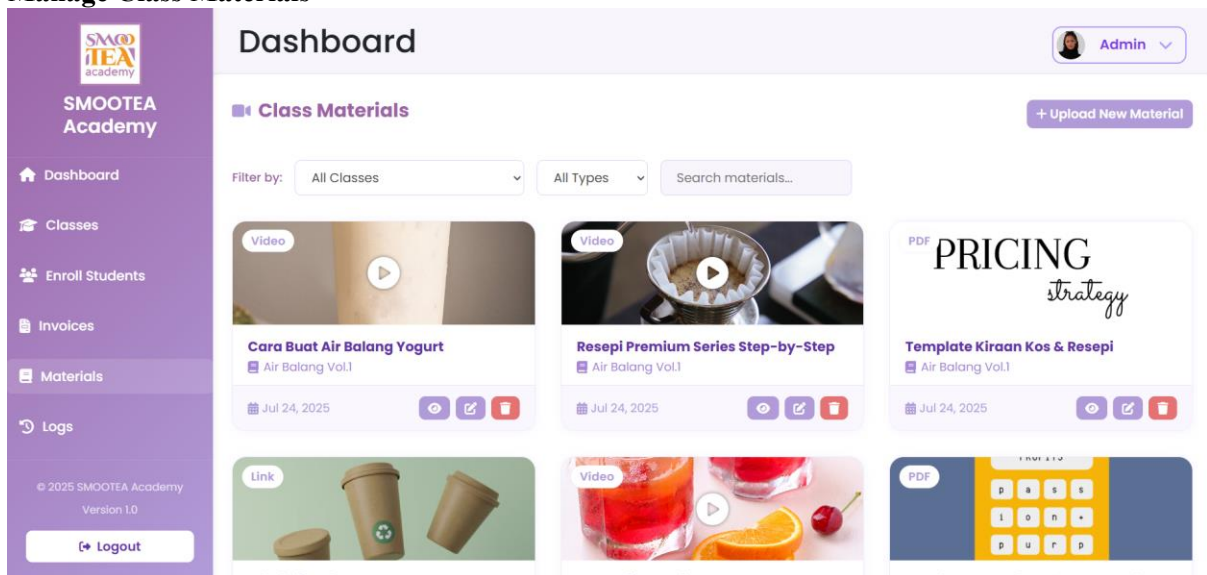 Manage Class Materials
SMOO
iTEA
academy
SMOOTEA
Academy
Dashboard
Classes
Enroll Students
Invoices
Materials
Logs
© 2025 SMOOTEA Academy
Version 1.0
Logout
Dashboard
Admin
Class Materials
+ Upload New Material
Filter by:
All Classes
All Types
Search materials...
Video
Cara Buat Air Balang Yogurt
Air Balang Vol.1
Jul 24, 2025
Video
Resepi Premium Series Step-by-Step
Air Balang Vol.1
Jul 24, 2025
PDF
PRICING
strategy
Template Kiraan Kos & Resepi
Air Balang Vol.1
Jul 24, 2025
Link
Video
PDF
p a s s
i o n +
p u r p